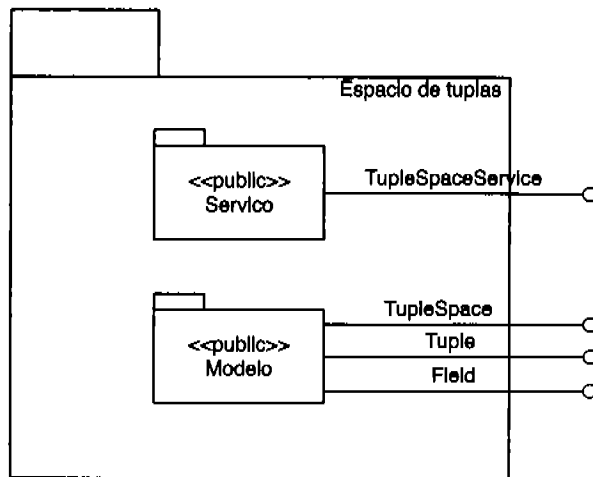 Espacio de tuplas
<<public>>
Servico
TupleSpaceService
<<public>>
Modelo
TupleSpace
Tuple
Field